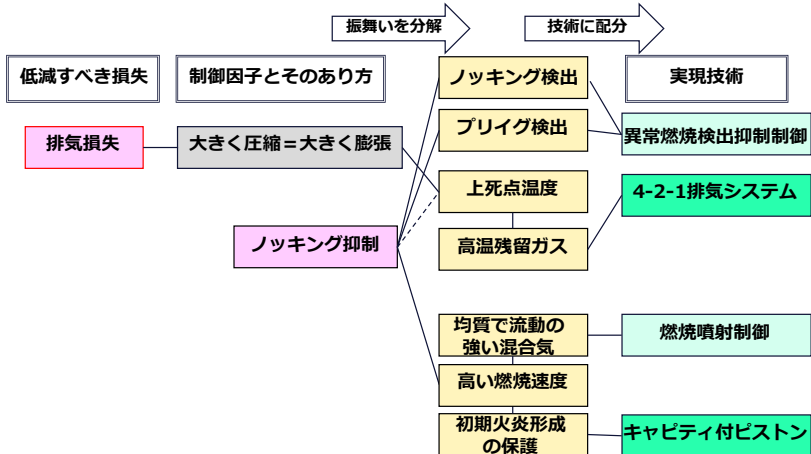 振舞いを分解
技術に配分
低減すべき損失
制御因子とそのあり方
ノッキング検出
実現技術
排気損失
大きく圧縮＝大きく膨張
プリイグ検出
異常燃焼検出抑制制御
上死点温度
4-2-1排気システム
ノッキング抑制
高温残留ガス
均質で流動の
強い混合気
燃焼噴射制御
高い燃焼速度
初期火炎形成
の保護
キャピティ付ピストン